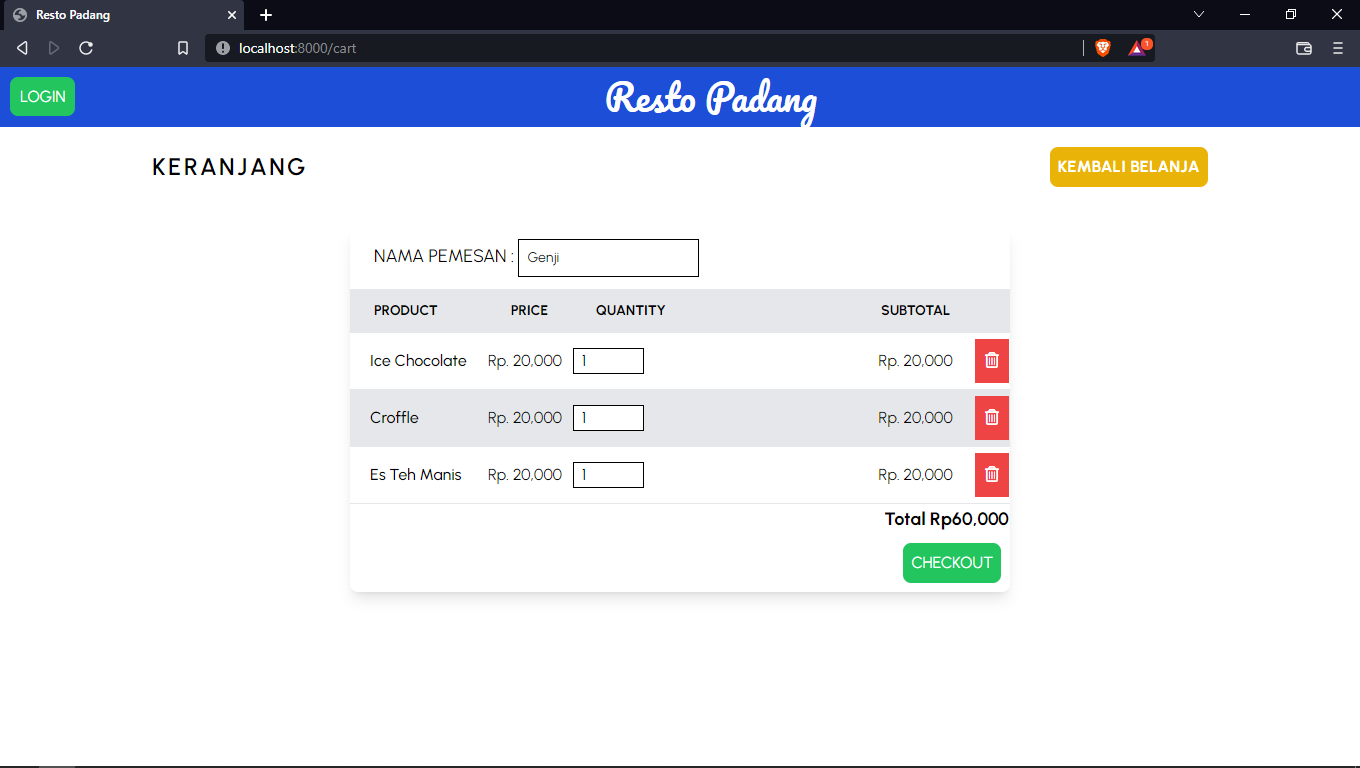 Resto Padang
localhost:8000/cart
1
LOGIN
Resto Padang
KERANJANG
KEMBALI BELANJA
NAMA PEMESAN : Genji
PRODUCT PRICE QUANTITY SUBTOTAL
Ice Chocolate Rp. 20,000 1 Rp. 20,000
Croffle Rp. 20,000 1 Rp. 20,000
Es Teh Manis Rp. 20,000 1 Rp. 20,000
Total Rp60,000
CHECKOUT